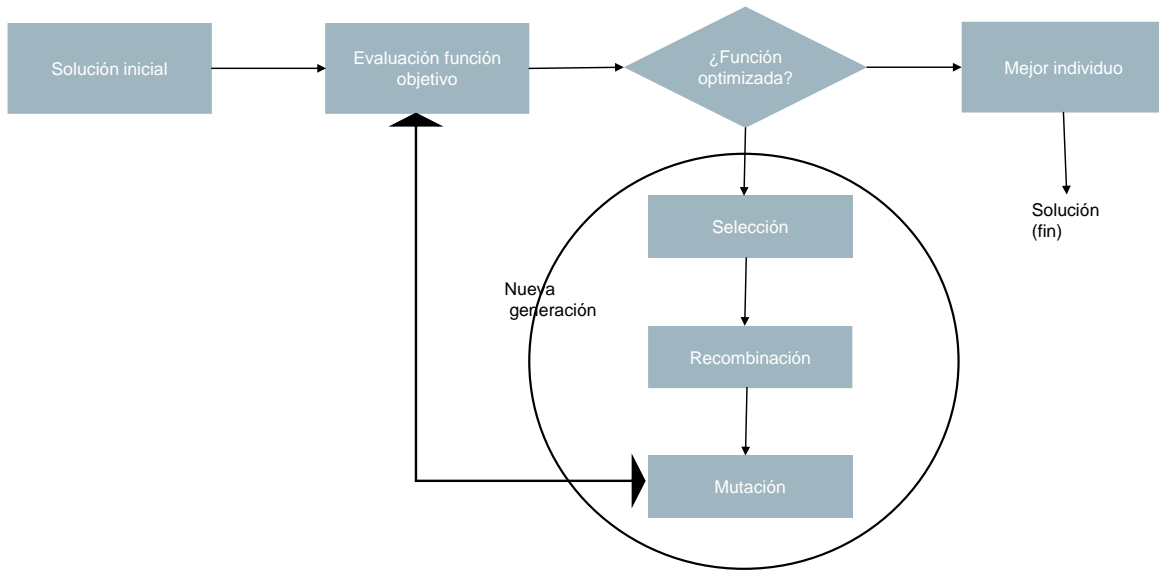 Solución inicial
Evaluación función
objetivo
¿Función
optimizada?
Mejor individuo
Solución
(fin)
Selección
Nueva
generación
Recombinación
Mutación